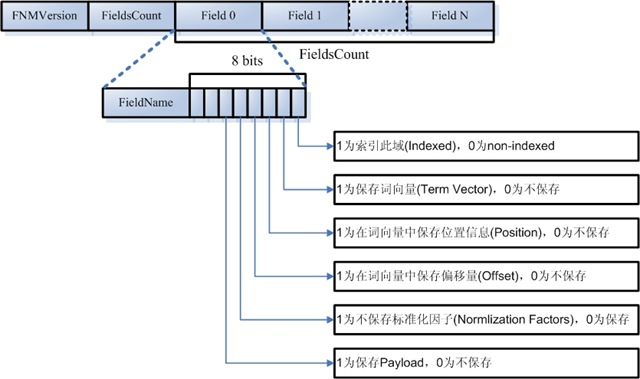 FNMVersion FieldsCount Field 0 Field 1 Field N
FieldsCount
8 bits
FieldName
1为索引此域(Indexed)，0为non-indexed
1为保存词向量(Term Vector)，0为不保存
1为在词向量中保存位置信息(Position)，0为不保存
1为在词向量中保存偏移量(Offset)，0为不保存
1为不保存标准化因子(Normlization Factors)，0为保存
1为保存Payload，0为不保存